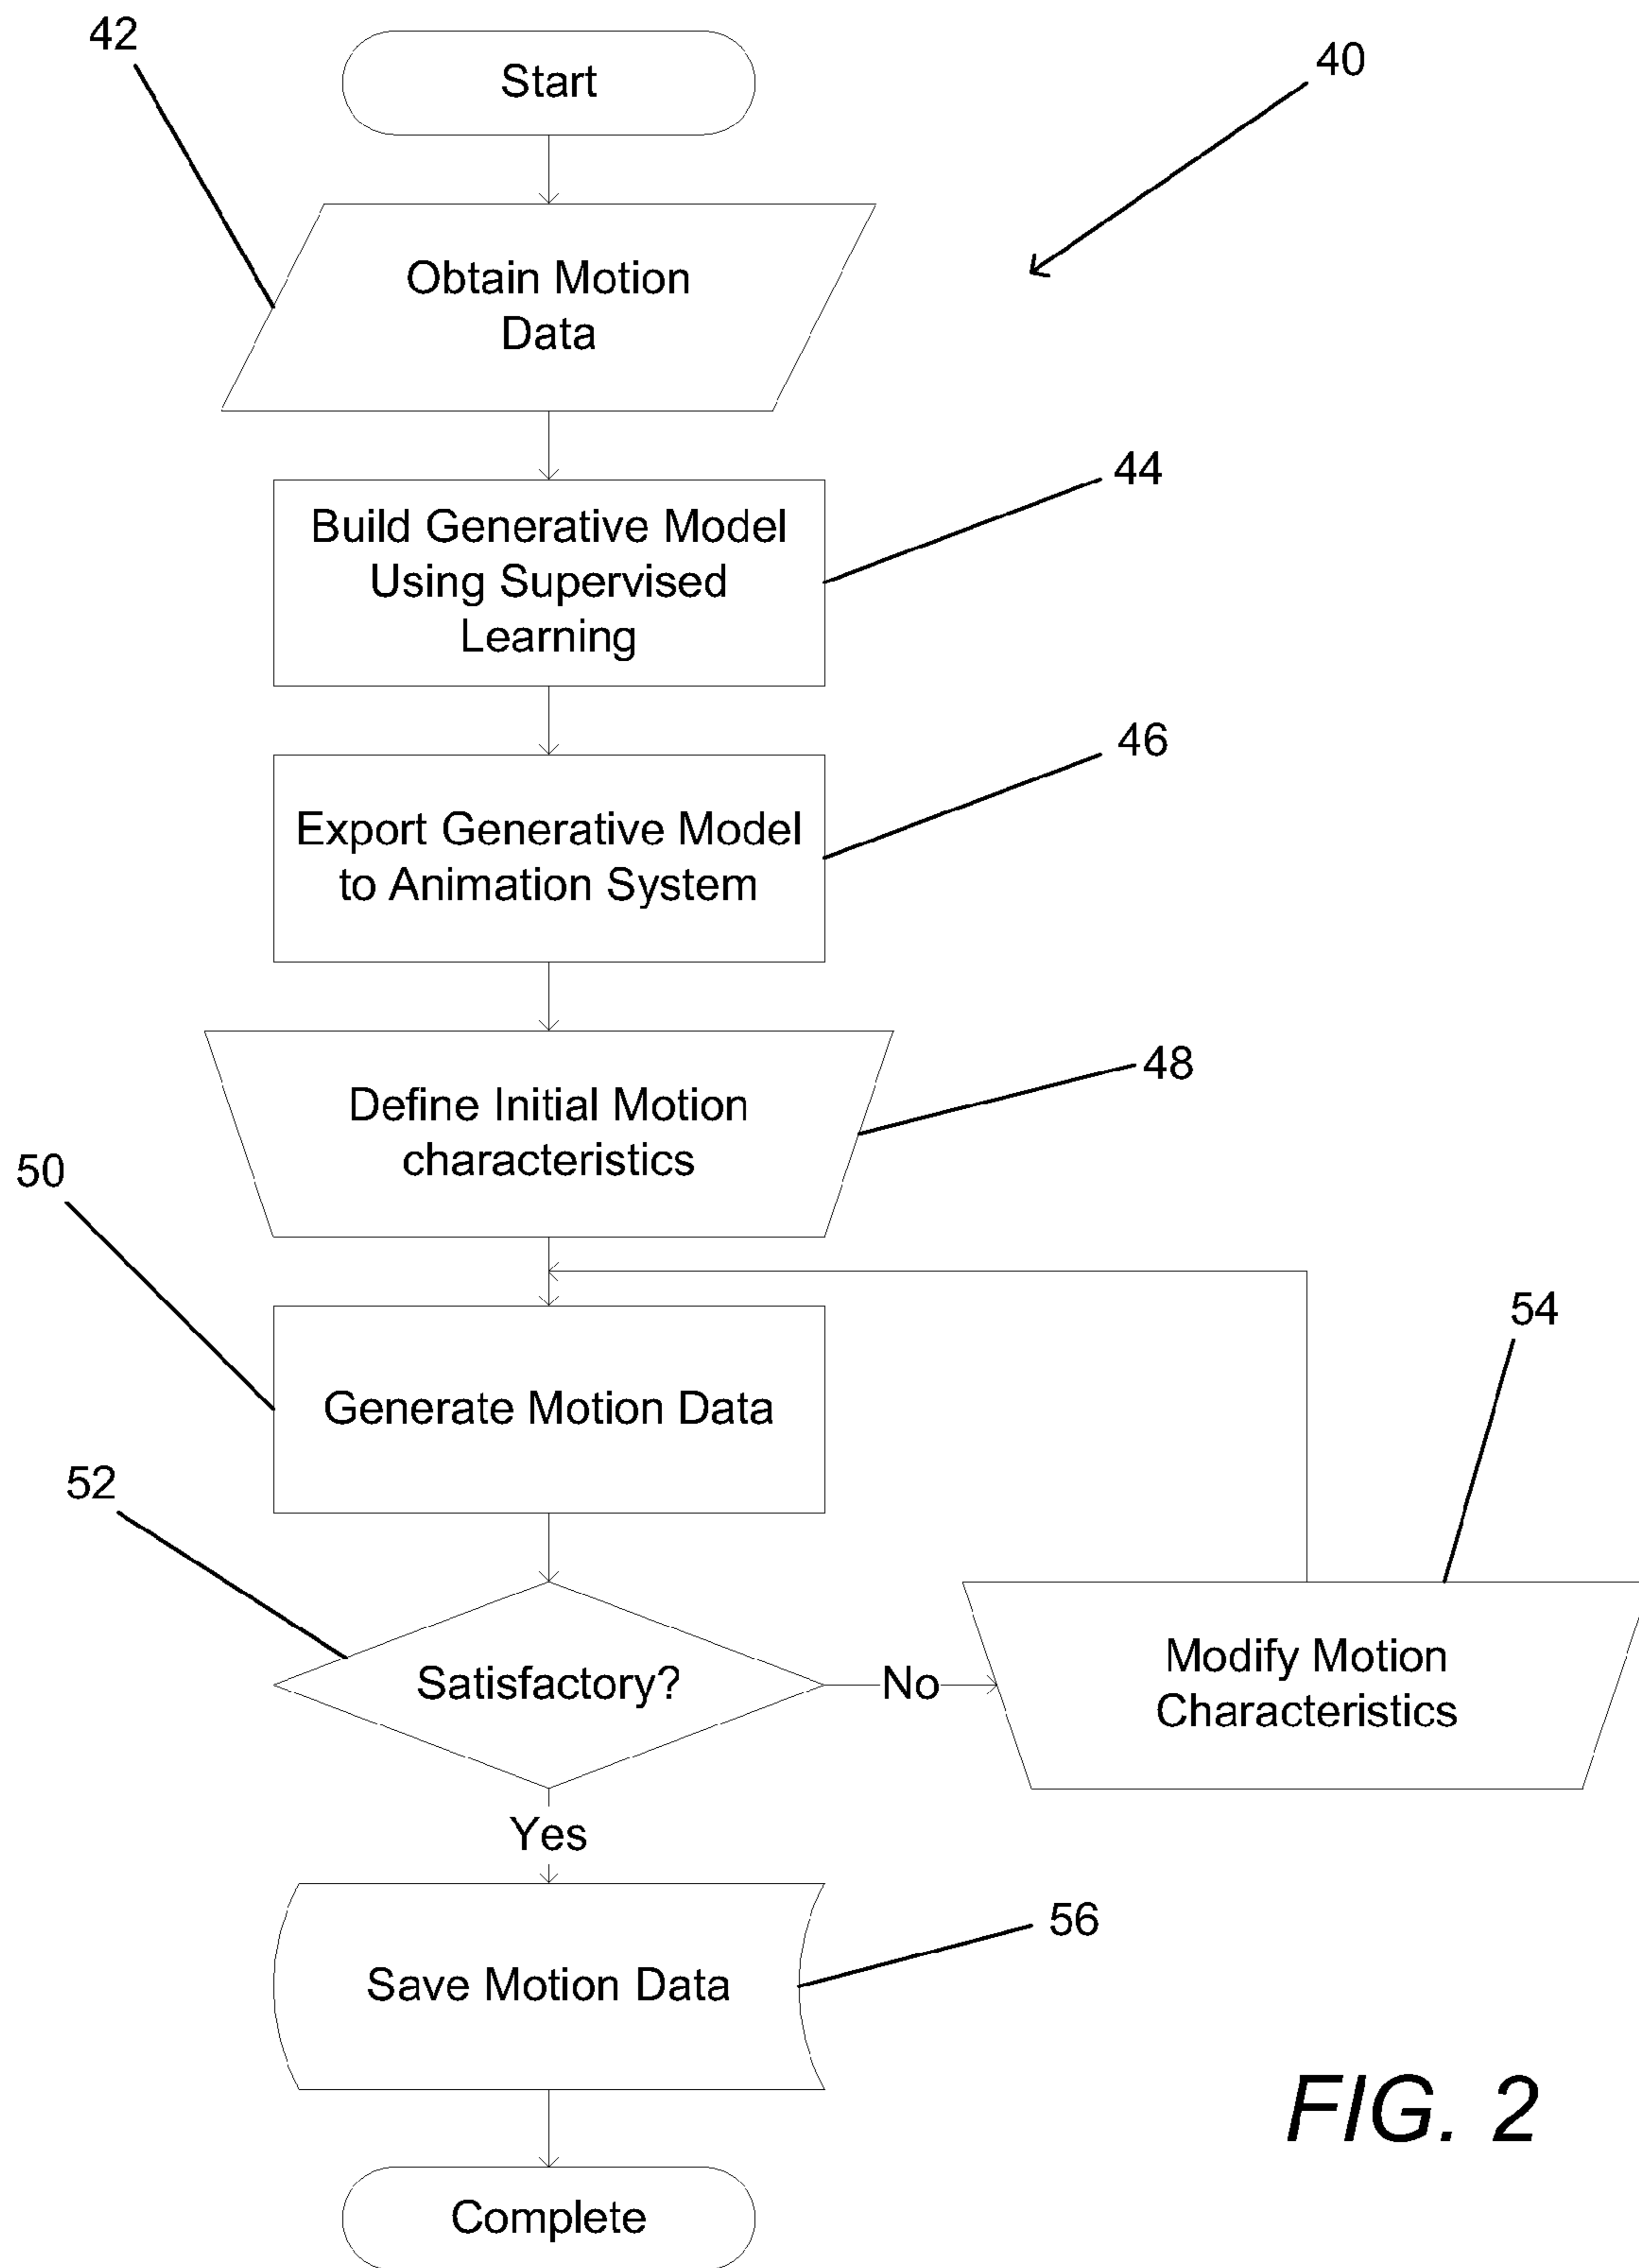 42
Start
40
Obtain Motion
Data
44
Build Generative Model
Using Supervised
Learning
46
Export Generative Model
to Animation System
48
Define Initial Motion
characteristics
50
54
Generate Motion Data
52
Satisfactory?
No
Modify Motion
Characteristics
Yes
56
Save Motion Data
FIG. 2
Complete